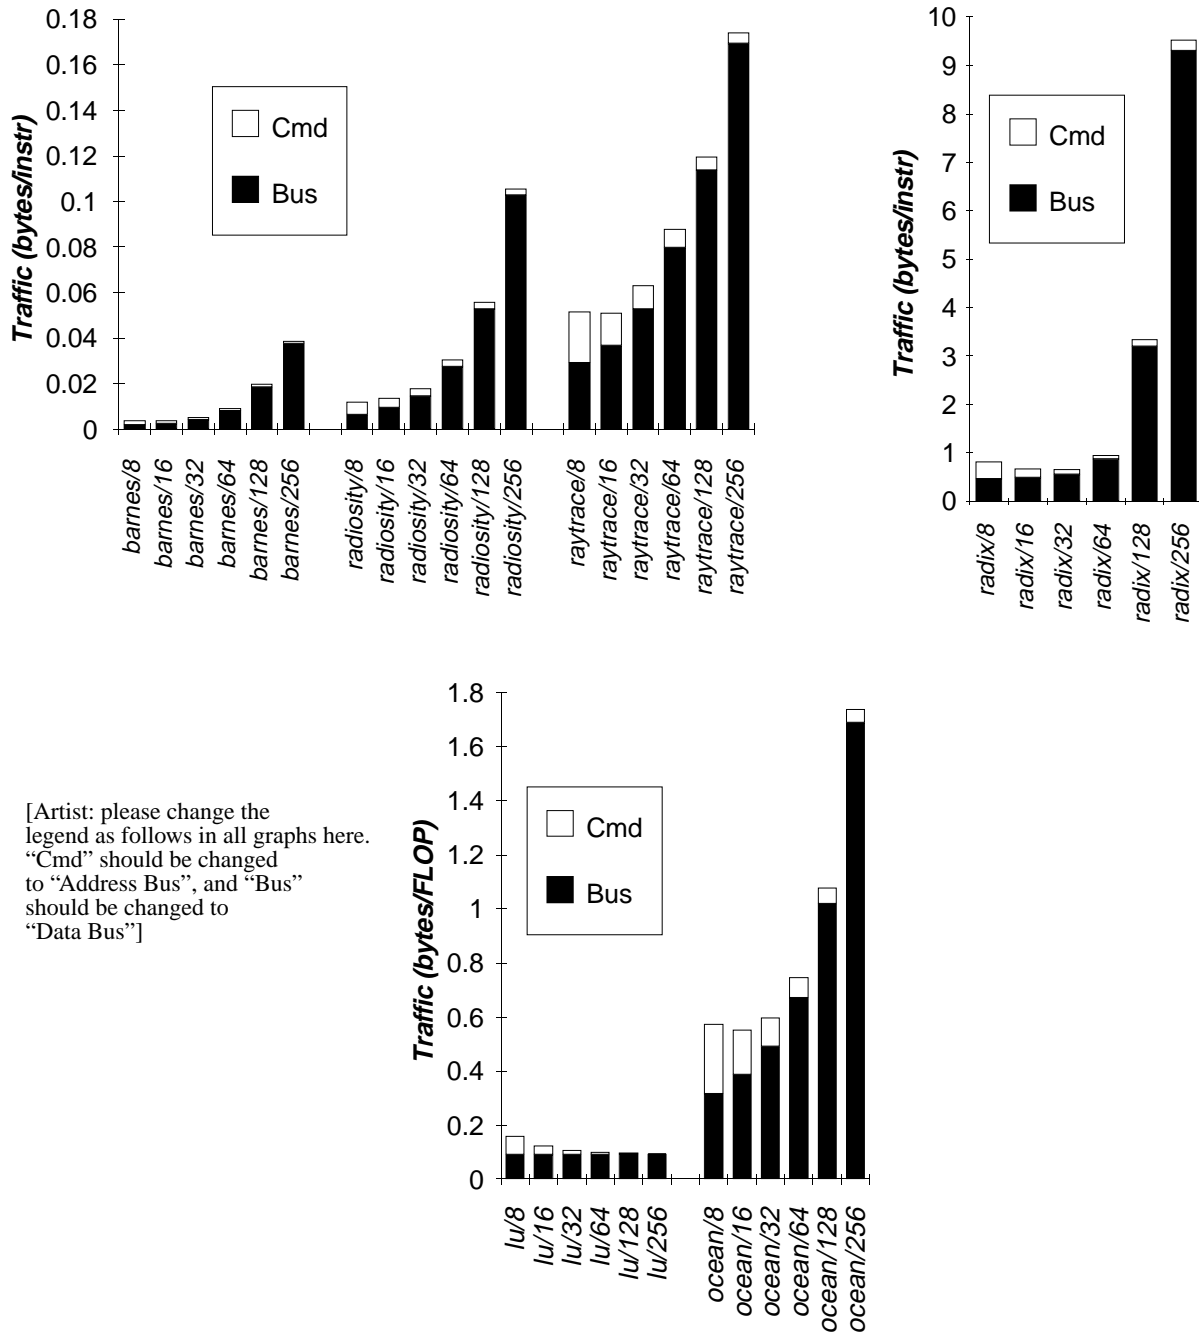 0.18
0.16
0.14
0.12
0.1
0.08
0.06
0.04
0.02
0
Traffic (bytes/instr)
Cmd
Bus
barnes/8
barnes/16
barnes/32
barnes/64
barnes/128
barnes/256
radiosity/8
radiosity/16
radiosity/32
radiosity/64
radiosity/128
radiosity/256
raytrace/8
raytrace/16
raytrace/32
raytrace/64
raytrace/128
raytrace/256
10
9
8
7
6
5
4
3
2
1
0
Traffic (bytes/instr)
Cmd
Bus
radix/8
radix/16
radix/32
radix/64
radix/128
radix/256
[Artist: please change the
legend as follows in all graphs here.
“Cmd” should be changed
to “Address Bus”, and “Bus”
should be changed to
“Data Bus”]
1.8
1.6
1.4
1.2
1
0.8
0.6
0.4
0.2
0
Traffic (bytes/FLOP)
Cmd
Bus
lu/8
lu/16
lu/32
lu/64
lu/128
lu/256
ocean/8
ocean/16
ocean/32
ocean/64
ocean/128
ocean/256